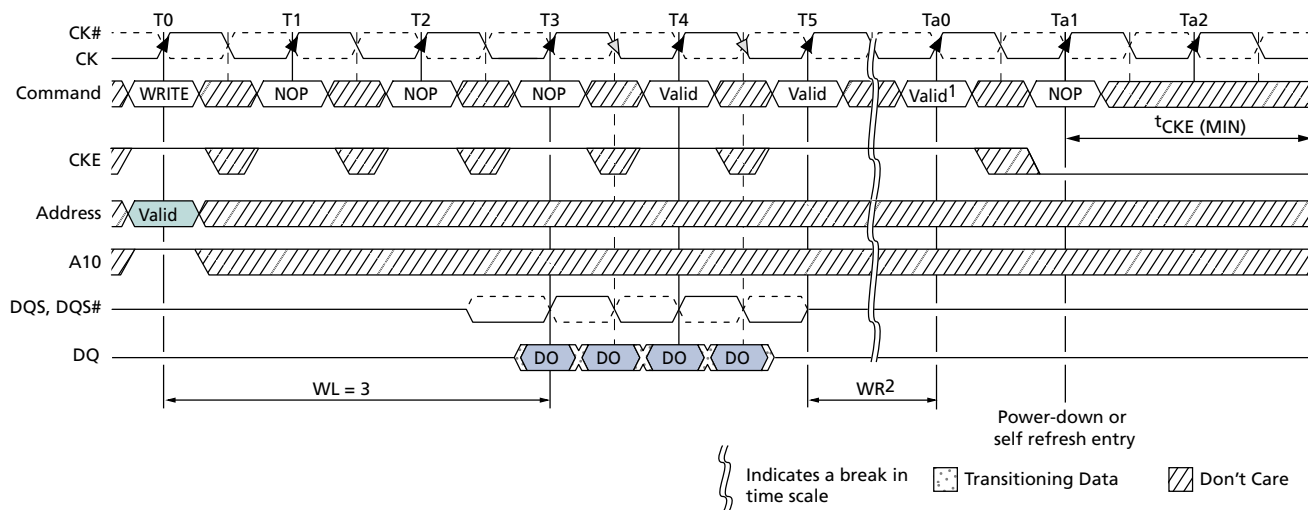 T0 T1 T2 T3 T4 T5 Ta0 Ta1 Ta2
CK#
CK
Command WRITE NOP NOP NOP Valid Valid Valid1 NOP
tCKE (MIN)
CKE
Address Valid
A10
DQS, DQS#
DQ DO DO DO DO
WL = 3 WR2
Power-down or
self refresh entry
Indicates a break in
time scale
Transitioning Data
Don't Care